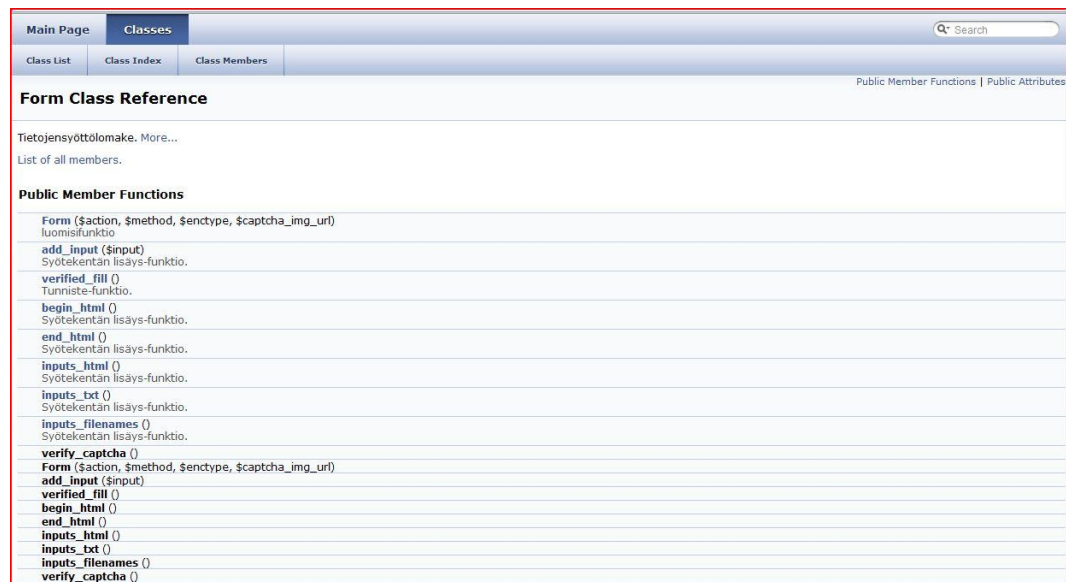 Main Page Classes Search
Class List Class Index Class Members
Public Member Functions | Public Attributes
Form Class Reference
Tietojensyöttölomake. More...
List of all members.
Public Member Functions
Form ($action, $method, $enctype, $captcha_img_url)
luomisifunktio
add_input ($input)
Syötekentän lisäys-funktio.
verified_fill ()
Tunniste-funktio.
begin_html ()
Syötekentän lisäys-funktio.
end_html ()
Syötekentän lisäys-funktio.
inputs_html ()
Syötekentän lisäys-funktio.
inputs_txt ()
Syötekentän lisäys-funktio.
inputs_filenames ()
Syötekentän lisäys-funktio.
verify_captcha ()
Form ($action, $method, $enctype, $captcha_img_url)
add_input ($input)
verified_fill ()
begin_html ()
end_html ()
inputs_html ()
inputs_txt ()
inputs_filenames ()
verify_captcha ()